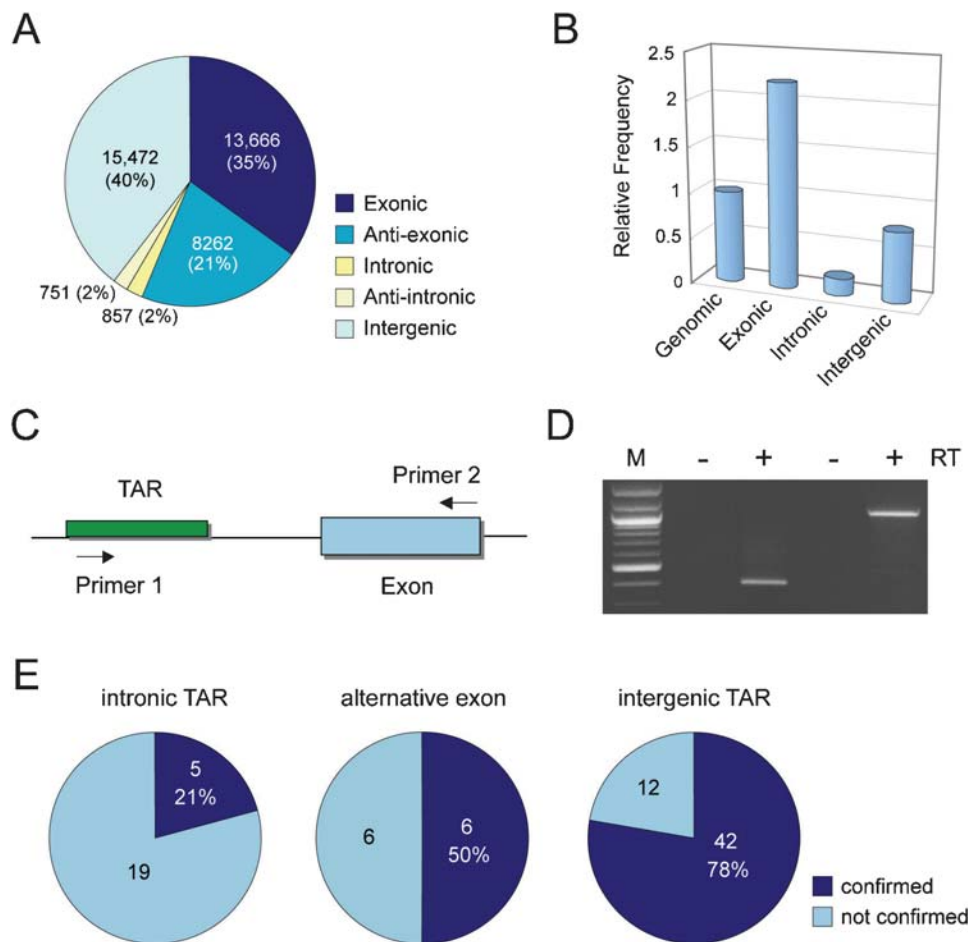 A
13,666
(35%)
15,472
(40%)
8262
(21%)
751 (2%)
857 (2%)
Exonic
Anti-exonic
Intronic
Anti-intronic
Intergenic
B
Relative Frequency
2.5
2
1.5
1
0.5
0
Genomic
Exonic
Intronic
Intergenic
C
TAR
Primer 2
Primer 1
Exon
D
M - + - + RT
E
intronic TAR
5
21%
19
alternative exon
6
6
50%
intergenic TAR
12
42
78%
confirmed
not confirmed